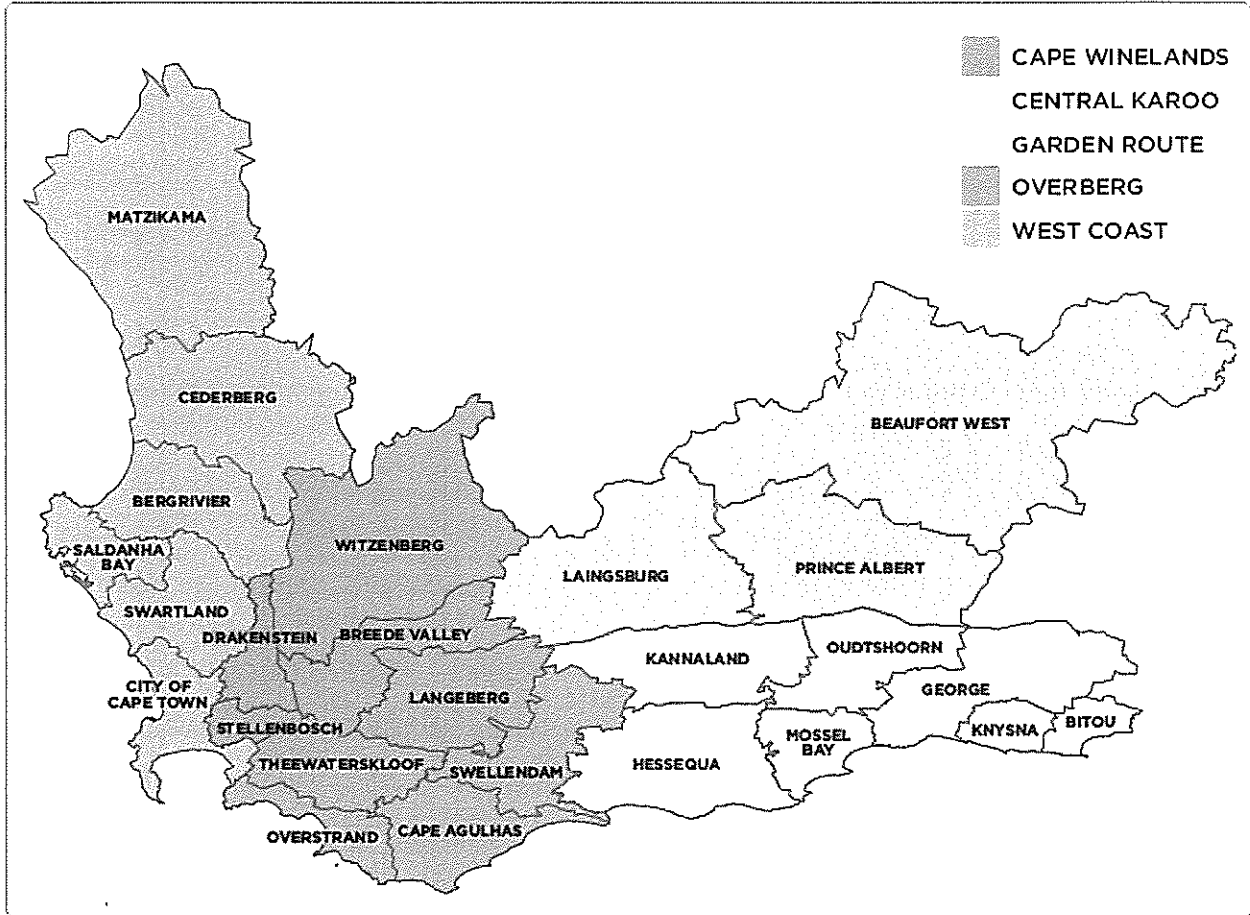 CAPE WINELANDS
CENTRAL KAROO
GARDEN ROUTE
OVERBERG
WEST COAST
MATZIKAMA
CEDERBERG
BEAUFORT WEST
BERGRIVIER
WITZENBERG
SALDANHA
BAY
LAINGSBURG
PRINCE ALBERT
SWARTLAND
DRAKENSTEIN
BREEDE VALLEY
KANNALAND
OUDTSHOORN
CITY OF
CAPE TOWN
LANGEBERG
GEORGE
STELLENBOSCH
MOSSEL
BAY
KNYSNA
BITOU
THEEWATERSKLOOF
SWELLENDAM
HESSEQUA
OVERSTRAND
CAPE AGULHAS